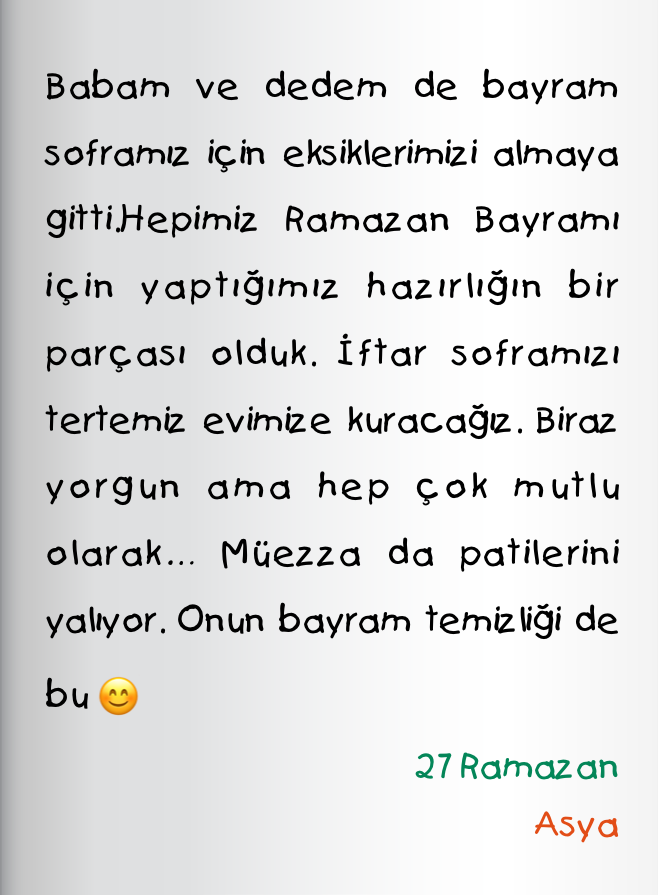 Babam ve dedem de bayram
soframız için eksiklerimizi almaya
gitti.Hepimiz Ramazan Bayramı
için yaptığımız hazırlığın bir
parçası olduk. İftar soframızı
tertemiz evimize kuracağız. Biraz
yorgun ama hep çok mutlu
olarak... Müezza da patilerini
yalıyor. Onun bayram temizliği de
bu 😊
27 Ramazan
Asya